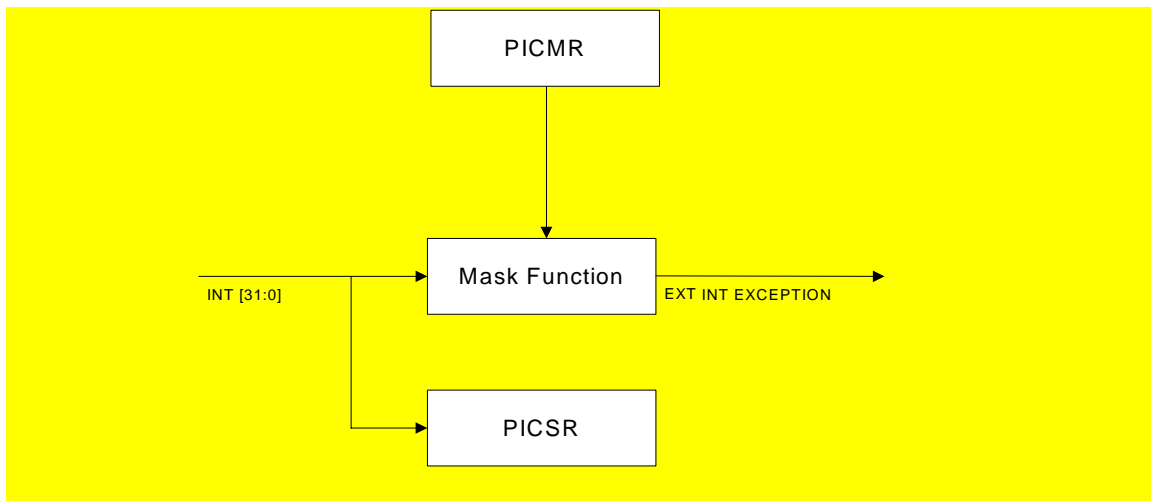 PICMR
Mask Function
INT [31:0]
EXT INT EXCEPTION
PICSR